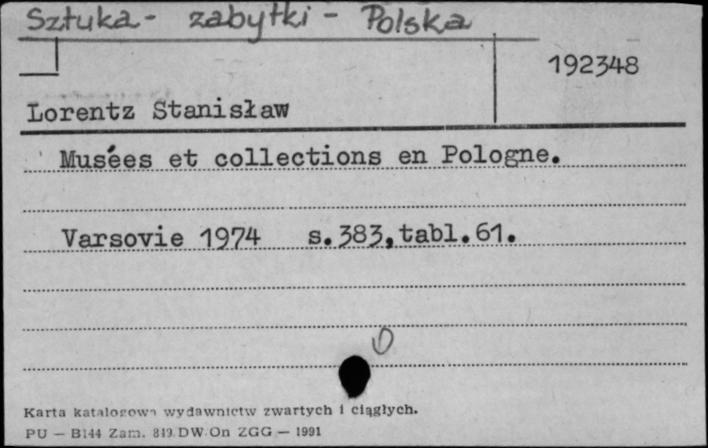 Sztuka - zabytki - Polska
192348
Lorentz Stanisław
Musées et collections en Pologne.
Varsovie 1974 s.383,tabl.61.
Karta katalogowa wydawnictw zwartych i ciągłych.
PU — B144 Zam. 849 DW.On ZGG — 1991